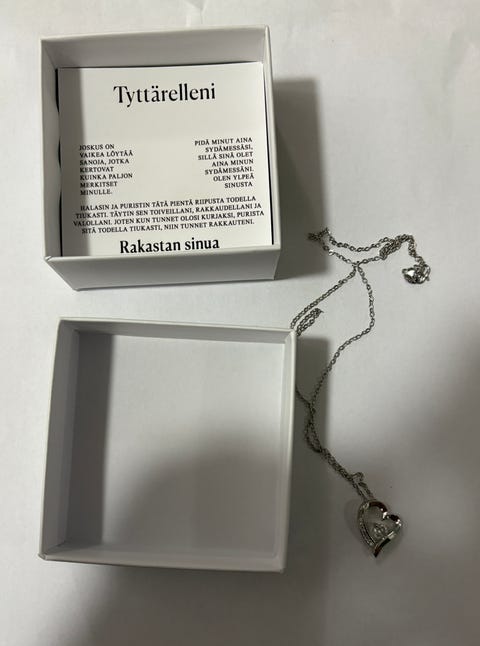 Tyttärelleni
JOSKUS ON
VAIKEA LÖYTÄÄ
SANOJA, JOTKA
KERTOVAT
KUINKA PALJON
MERKITSET
MINULLE.
PIDÄ MINUT AINA
SYDÄMESSÄSI,
SILLÄ SINÄ OLET
AINA MINUN
SYDÄMESSÄNI.
OLEN YLPEÄ
SINUSTA
HALASIN JA PURISTIN TÄTÄ PIENTÄ RIIPUSTA TODELLA
TIUKASTI. TÄYTIN SEN TOIVEILLANI, RAKKAUDELLANI JA
VALOLLANI. JOTEN KUN TUNNET OLOSI KURJAKSI, PURISTA
SITÄ TODELLA TIUKASTI, NIIN TUNNET RAKKAUTENI.
Rakastan sinua